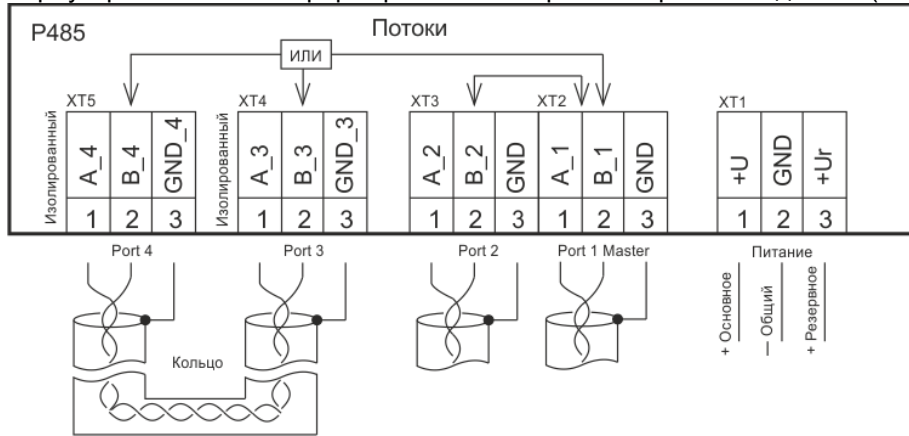 P485
Потоки
ИЛИ
XT5
XT4
XT3
XT2
XT1
Изолированный
A_4
B_4
GND_4
Изолированный
A_3
B_3
GND_3
A_2
B_2
GND
A_1
B_1
GND
+U
GND
+Ur
1 2 3
1 2 3
1 2 3
1 2 3
1 2 3
Port 4
Port 3
Port 2
Port 1 Master
Питание
+ Основное
— Общий
+ Резервное
Кольцо